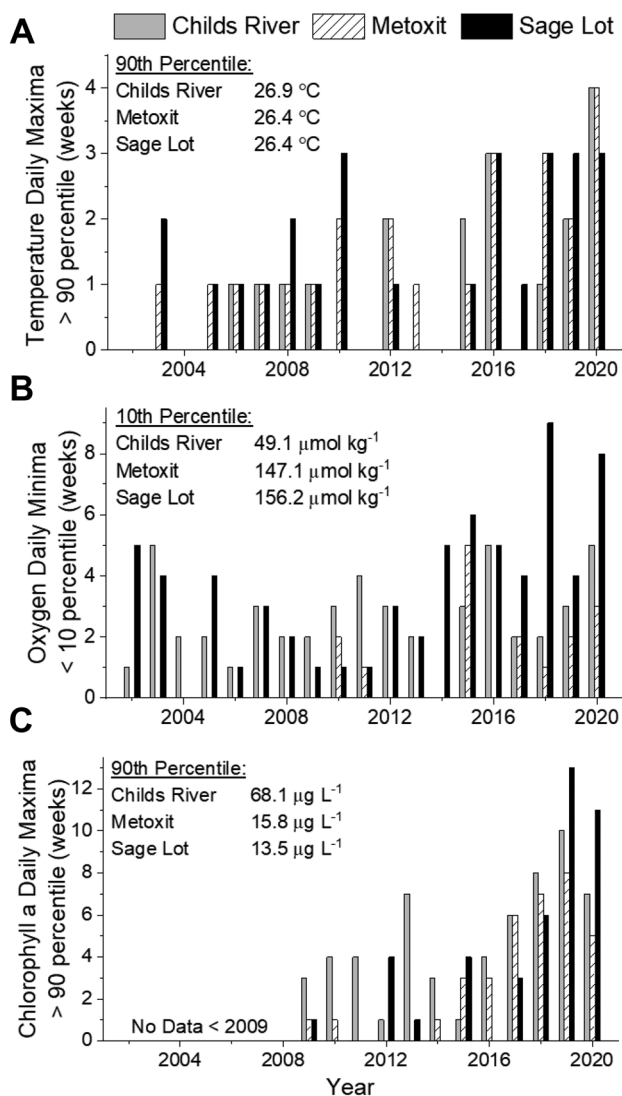 A
Childs River Metoxit Sage Lot
90th Percentile:
Childs River 26.9 °C
Metoxit 26.4 °C
Sage Lot 26.4 °C
Temperature Daily Maxima
> 90 percentile (weeks)
4
3
2
1
0
2004 2008 2012 2016 2020
B
10th Percentile:
Childs River 49.1 μmol kg⁻¹
Metoxit 147.1 μmol kg⁻¹
Sage Lot 156.2 μmol kg⁻¹
Oxygen Daily Minima
< 10 percentile (weeks)
8
6
4
2
0
2004 2008 2012 2016 2020
C
90th Percentile:
Childs River 68.1 μg L⁻¹
Metoxit 15.8 μg L⁻¹
Sage Lot 13.5 μg L⁻¹
Chlorophyll a Daily Maxima
> 90 percentile (weeks)
12
10
8
6
4
2
0
No Data < 2009
2004 2008 2012 2016 2020
Year